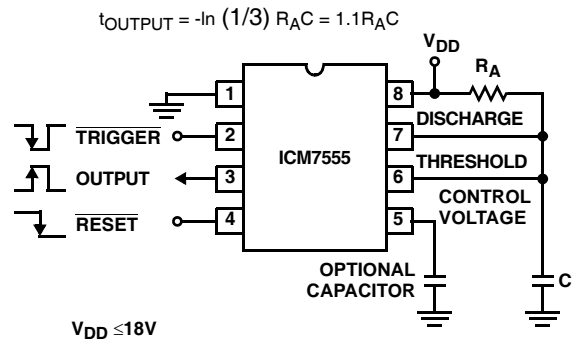 tOUTPUT = -ln (1/3) RAC = 1.1RAC
VDD
RA
1
8
DISCHARGE
TRIGGER
2
7
ICM7555
THRESHOLD
OUTPUT
3
6
CONTROL
VOLTAGE
RESET
4
5
OPTIONAL
CAPACITOR
C
VDD ≤18V